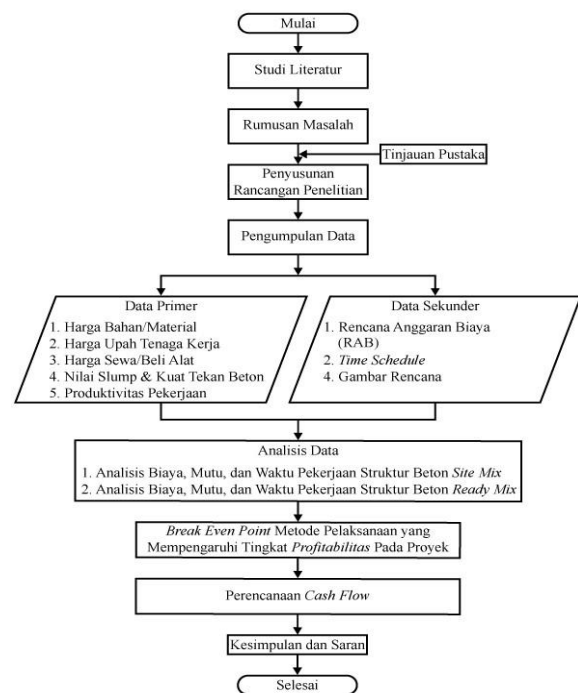 Mulai
Studi Literatur
Rumusan Masalah
Tinjauan Pustaka
Penyusunan
Rancangan Penelitian
Pengumpulan Data
Data Primer
1. Harga Bahan/Material
2. Harga Upah Tenaga Kerja
3. Harga Sewa/Beli Alat
4. Nilai Slump & Kuat Tekan Beton
5. Produktivitas Pekerjaan
Data Sekunder
1. Rencana Anggaran Biaya
(RAB)
2. Time Schedule
4. Gambar Rencana
Analisis Data
1. Analisis Biaya, Mutu, dan Waktu Pekerjaan Struktur Beton Site Mix
2. Analisis Biaya, Mutu, dan Waktu Pekerjaan Struktur Beton Ready Mix
Break Even Point Metode Pelaksanaan yang
Mempengaruhi Tingkat Profitabilitas Pada Proyek
Perencanaan Cash Flow
Kesimpulan dan Saran
Selesai